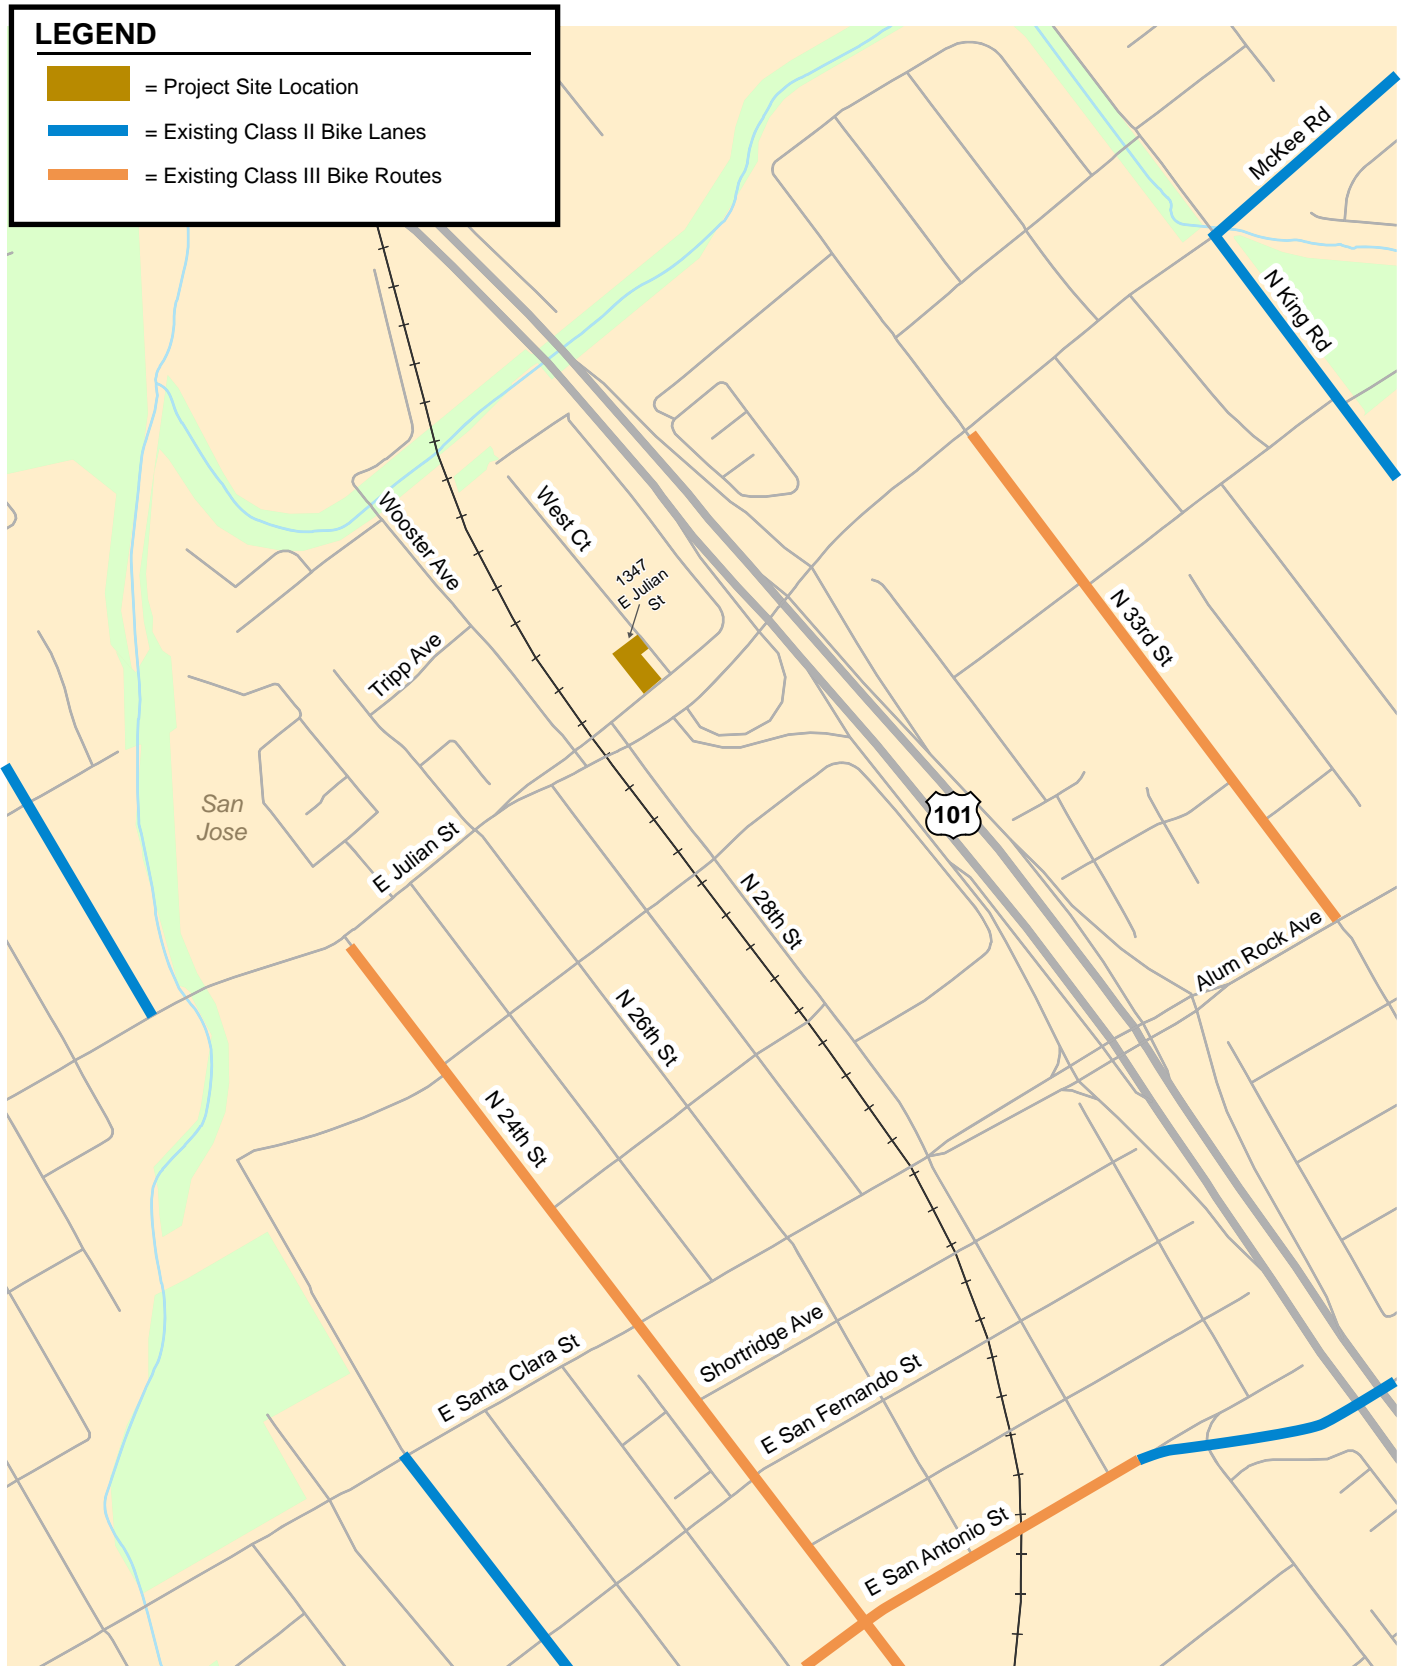 LEGEND
= Project Site Location
= Existing Class II Bike Lanes
= Existing Class III Bike Routes
McKee Rd
N King Rd
West Ct
Wooster Ave
1347
E Julian
St
N 33rd St
Tripp Ave
San
Jose
101
E Julian St
N 28th St
Alum Rock Ave
N 26th St
N 24th St
Shortridge Ave
E Santa Clara St
E San Fernando St
E San Antonio St